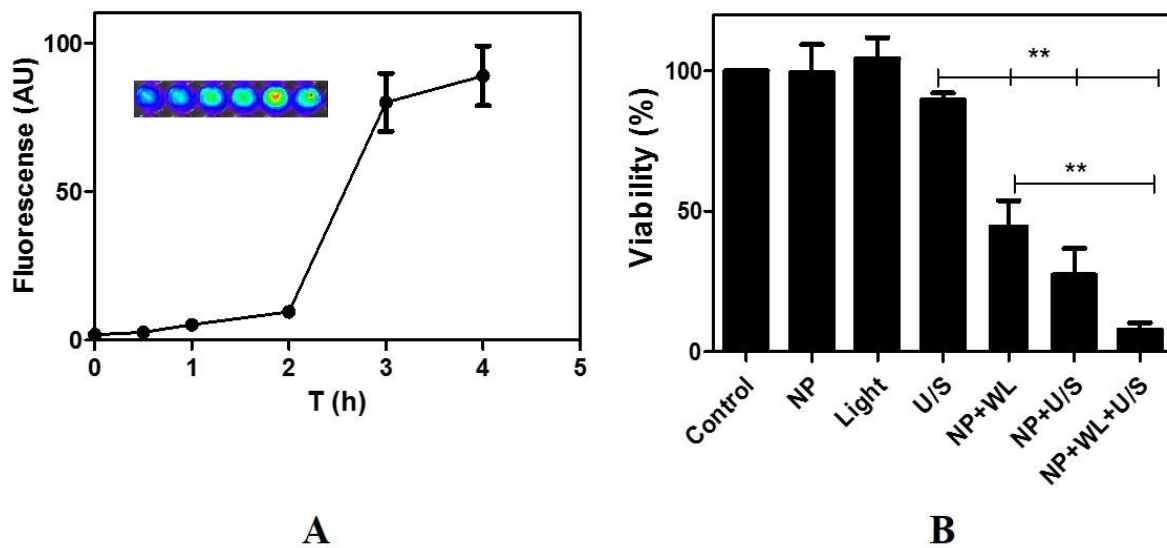 100
50
0
Fluorescense (AU)
0 1 2 3 4 5
T (h)
A
100
50
0
Viability (%)
**
**
Control
NP
Light
U/S
NP+WL
NP+U/S
NP+WL+U/S
B